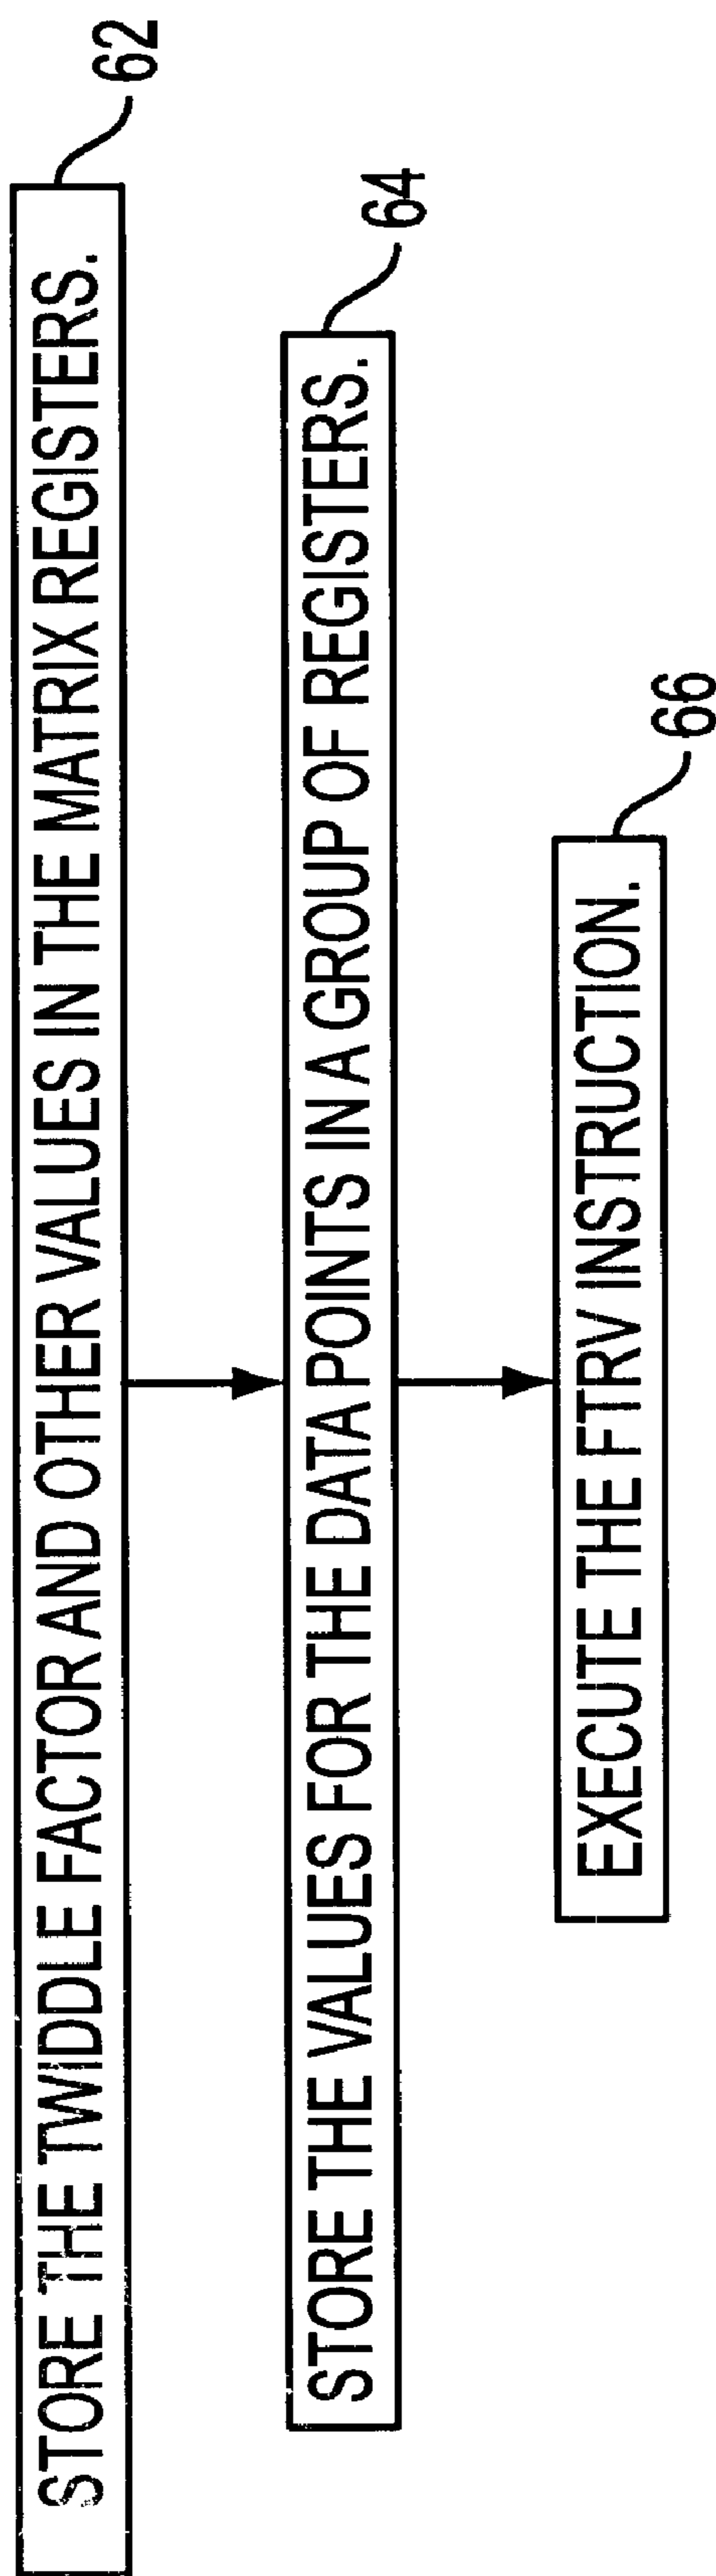 STORE THE TWIDDLE FACTOR AND OTHER VALUES IN THE MATRIX REGISTERS.
62
STORE THE VALUES FOR THE DATA POINTS IN A GROUP OF REGISTERS.
64
EXECUTE THE FTRV INSTRUCTION.
66